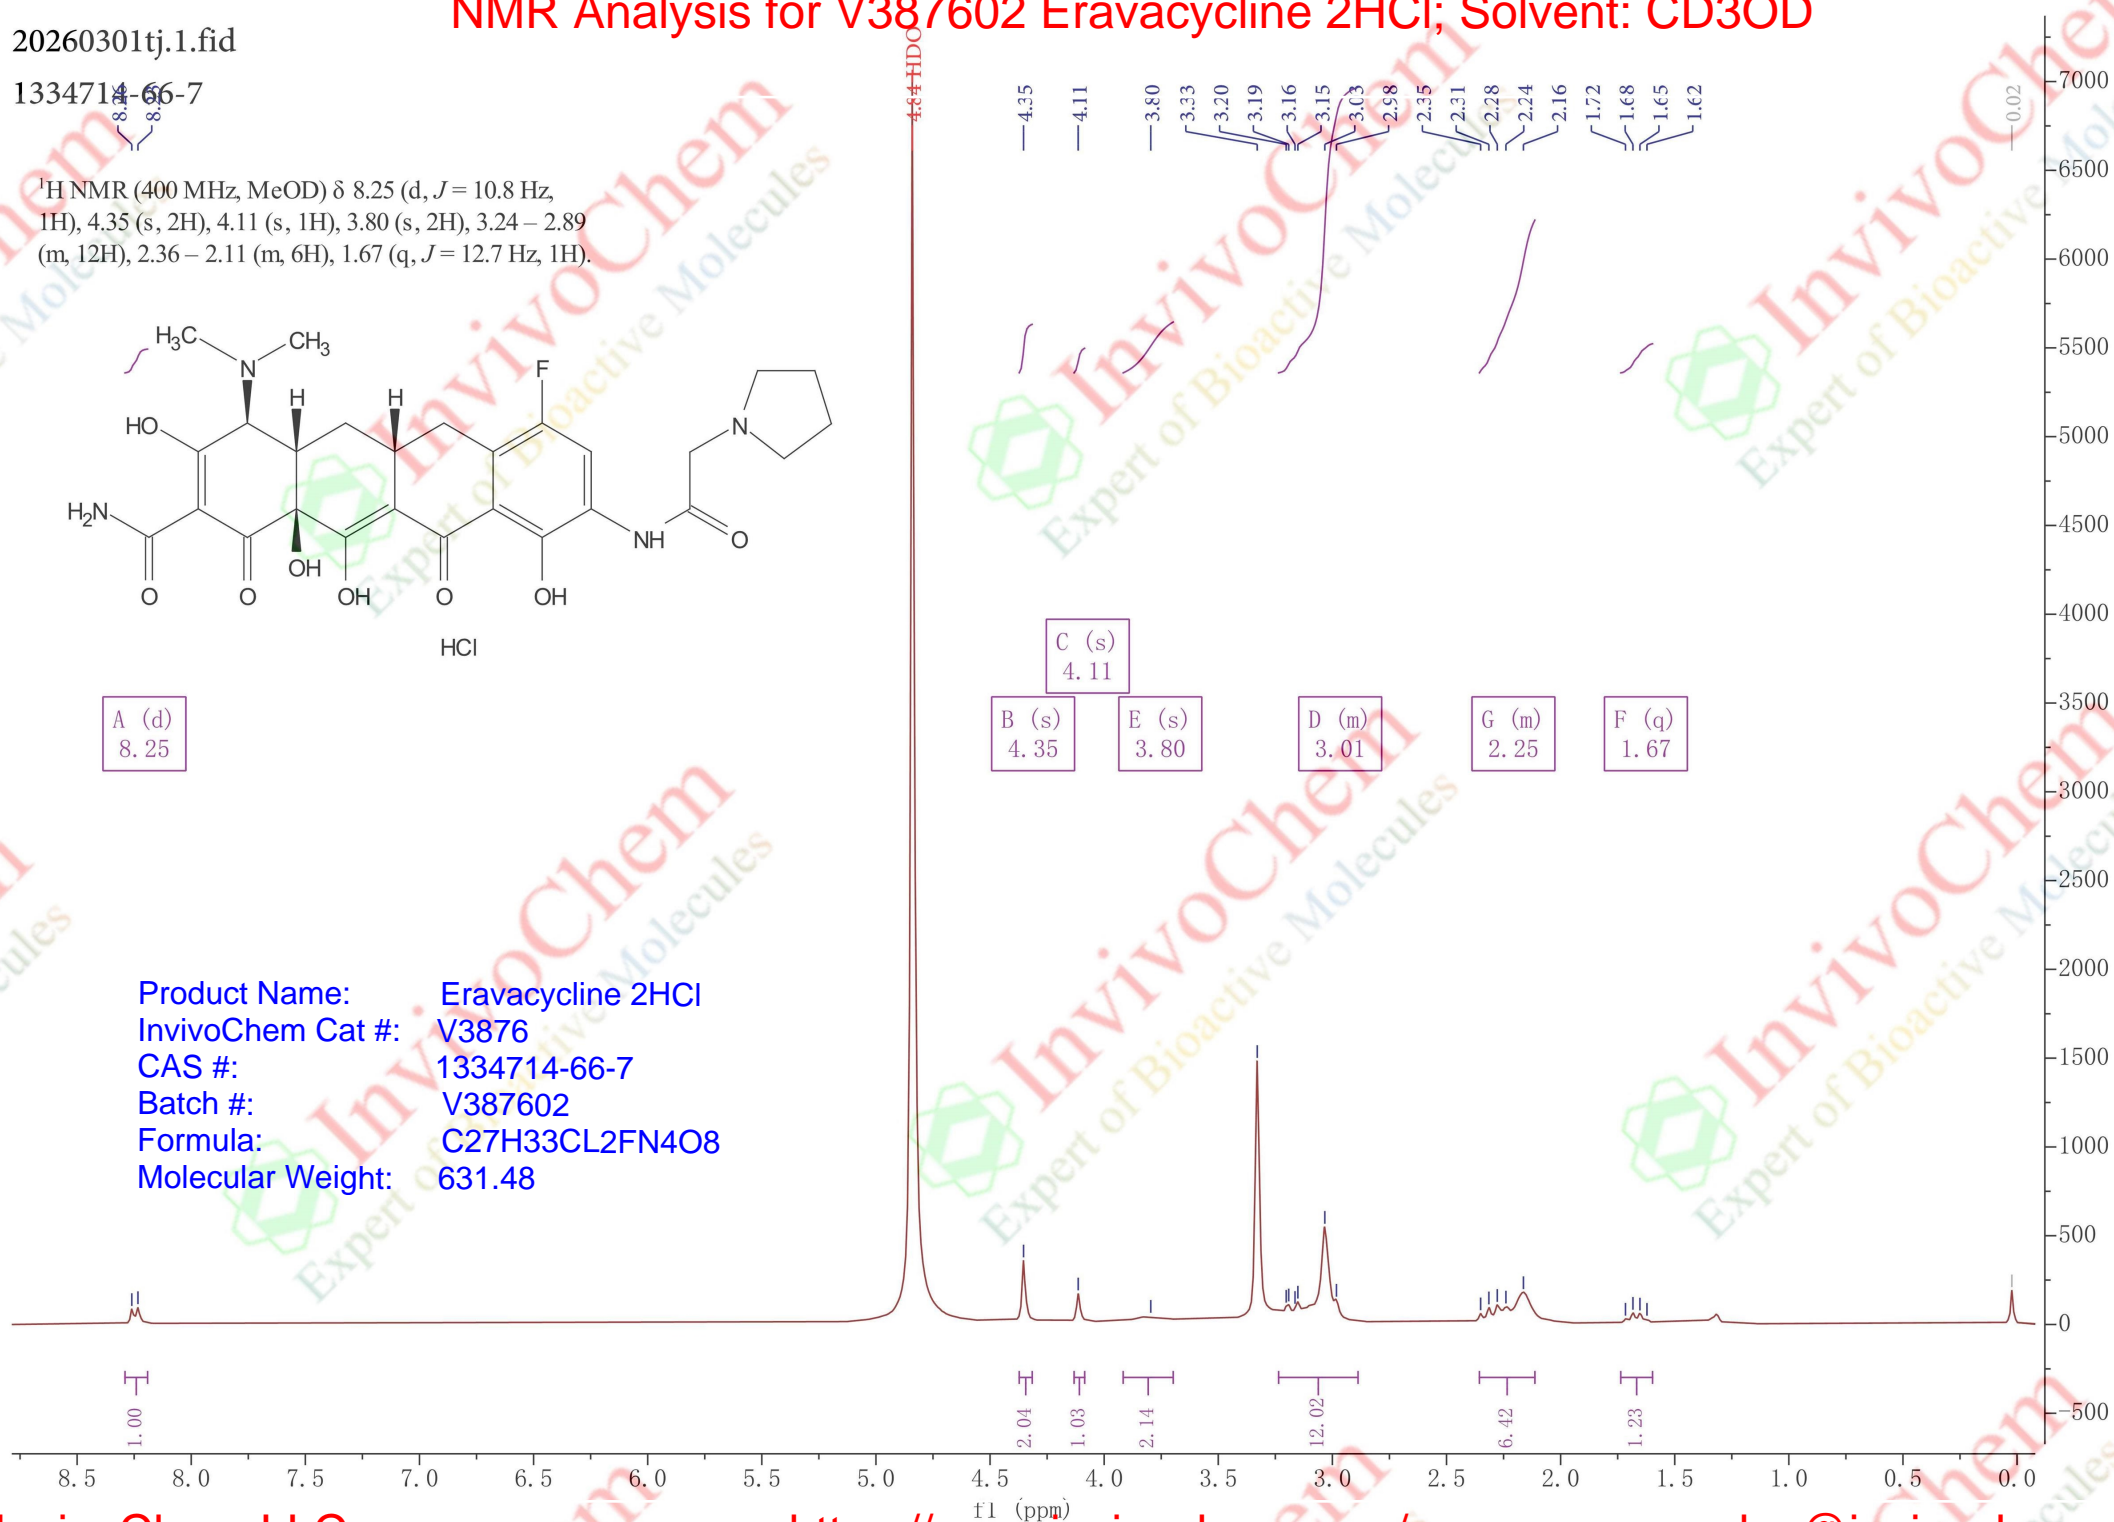 NMR Analysis for V387602 Eravacycline 2HCl; Solvent: CD3OD
20260301tj.1.fid
1334714-66-7
8.26
8.23
4.84 HDO
4.35
4.11
3.80
3.33
3.20
3.19
3.16
3.15
3.03
2.98
2.35
2.31
2.28
2.24
2.16
1.72
1.68
1.65
1.62
0.02
¹H NMR (400 MHz, MeOD) δ 8.25 (d, J = 10.8 Hz,
1H), 4.35 (s, 2H), 4.11 (s, 1H), 3.80 (s, 2H), 3.24 – 2.89
(m, 12H), 2.36 – 2.11 (m, 6H), 1.67 (q, J = 12.7 Hz, 1H).
H₃C
CH₃
N
H
H
F
HO
N
H₂N
NH
O
OH
O
O
OH
O
OH
HCl
A (d)
8.25
B (s)
4.35
C (s)
4.11
E (s)
3.80
D (m)
3.01
G (m)
2.25
F (q)
1.67
Product Name: Eravacycline 2HCl
InvivoChem Cat #: V3876
CAS #: 1334714-66-7
Batch #: V387602
Formula: C27H33CL2FN4O8
Molecular Weight: 631.48
7000
6500
6000
5500
5000
4500
4000
3500
3000
2500
2000
1500
1000
500
0
-500
1.00
2.04
1.03
2.14
12.02
6.42
1.23
8.5 8.0 7.5 7.0 6.5 6.0 5.5 5.0 4.5 4.0 3.5 3.0 2.5 2.0 1.5 1.0 0.5 0.0
f1 (ppm)
InvivoChem
Expert of Bioactive Molecules